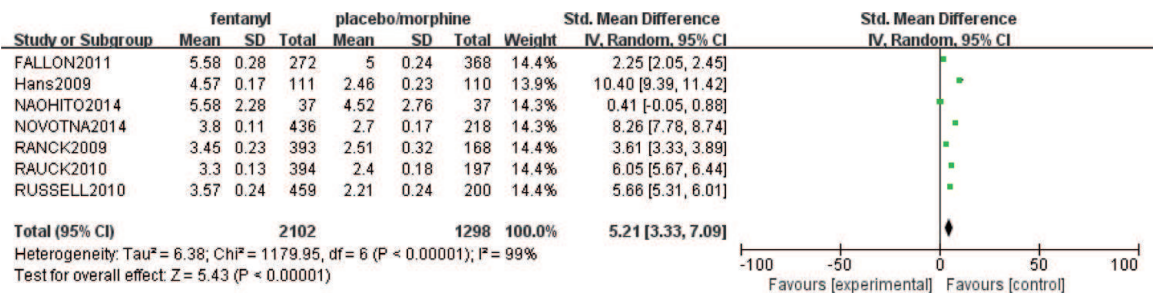 fentanyl placebo/morphine Std. Mean Difference Std. Mean Difference
Study or Subgroup Mean SD Total Mean SD Total Weight IV, Random, 95% CI IV, Random, 95% CI
FALLON2011 5.58 0.28 272 5 0.24 368 14.4% 2.25 [2.05, 2.45]
Hans2009 4.57 0.17 111 2.46 0.23 110 13.9% 10.40 [9.39, 11.42]
NAOHITO2014 5.58 2.28 37 4.52 2.76 37 14.3% 0.41 [-0.05, 0.88]
NOVOTNA2014 3.8 0.11 436 2.7 0.17 218 14.3% 8.26 [7.78, 8.74]
RANCK2009 3.45 0.23 393 2.51 0.32 168 14.4% 3.61 [3.33, 3.89]
RAUCK2010 3.3 0.13 394 2.4 0.18 197 14.4% 6.05 [5.67, 6.44]
RUSSELL2010 3.57 0.24 459 2.21 0.24 200 14.4% 5.66 [5.31, 6.01]
Total (95% CI) 2102 1298 100.0% 5.21 [3.33, 7.09]
Heterogeneity: Tau² = 6.38; Chi² = 1179.95, df = 6 (P < 0.00001); I² = 99%
Test for overall effect: Z = 5.43 (P < 0.00001)
-100 -50 0 50 100
Favours [experimental] Favours [control]